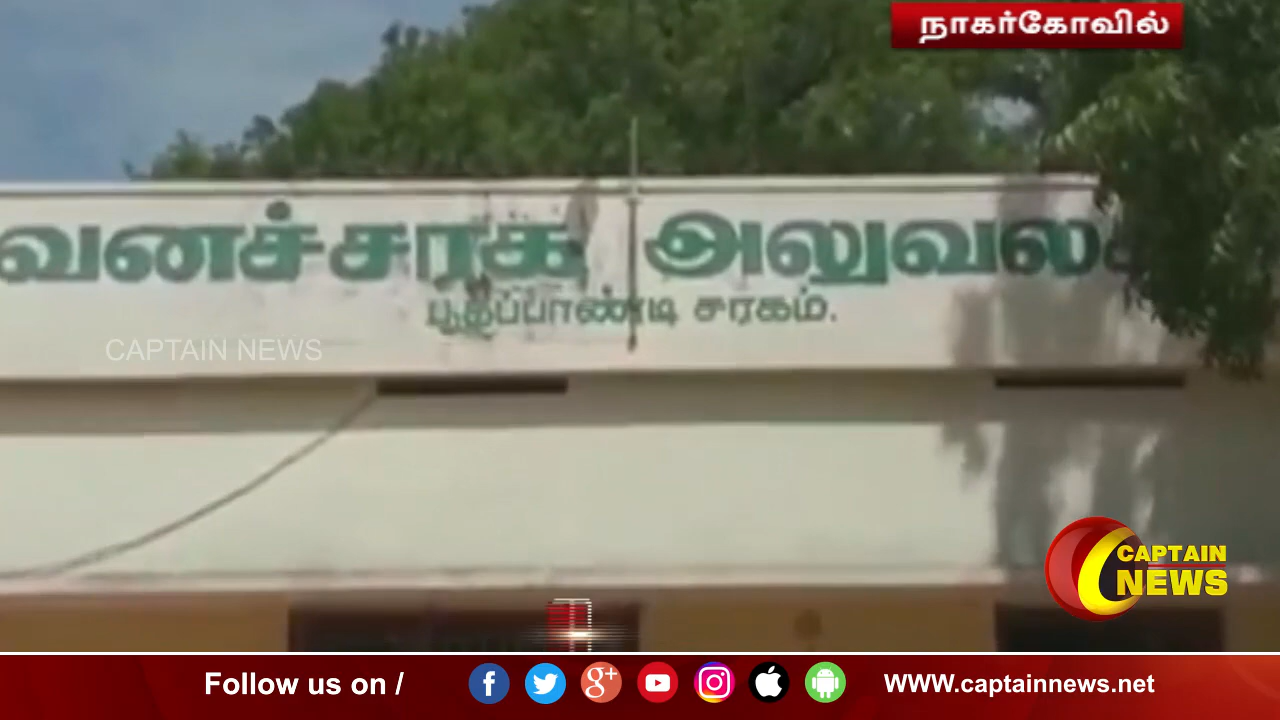 நாகர்கோவில்
வனச்சரக அலுவலக
பூதப்பாண்டி சரகம்.
CAPTAIN NEWS
CAPTAIN
NEWS
Follow us on / WWW.captainnews.net